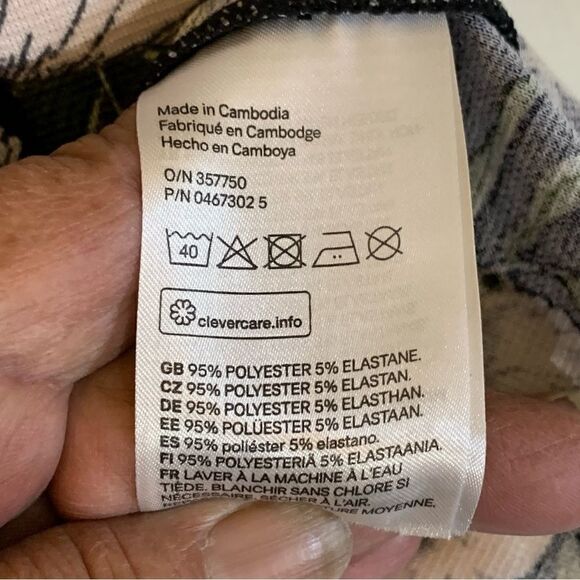 Made in Cambodia
Fabriqué en Cambodge
Hecho en Camboya
O/N 357750
P/N 0467302 5
40
clevercare.info
GB 95% POLYESTER 5% ELASTANE.
CZ 95% POLYESTER 5% ELASTAN.
DE 95% POLYESTER 5% ELASTHAN.
EE 95% POLÜESTER 5% ELASTAAN.
ES 95% poliéster 5% elastano.
FI 95% POLYESTERIÄ 5% ELASTAANIA.
FR LAVER À LA MACHINE À L'EAU
TIÈDE. BLANCHIR SANS CHLORE SI
NÉCESSAIRE. SÉCHER À L'AIR.
MOYENNE,